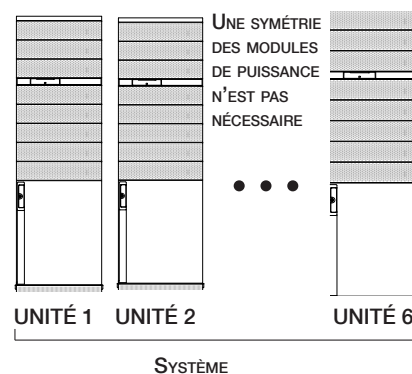 Une symétrie
des modules
de puissance
n'est pas
nécessaire
UNITÉ 1 UNITÉ 2 UNITÉ 6
Système